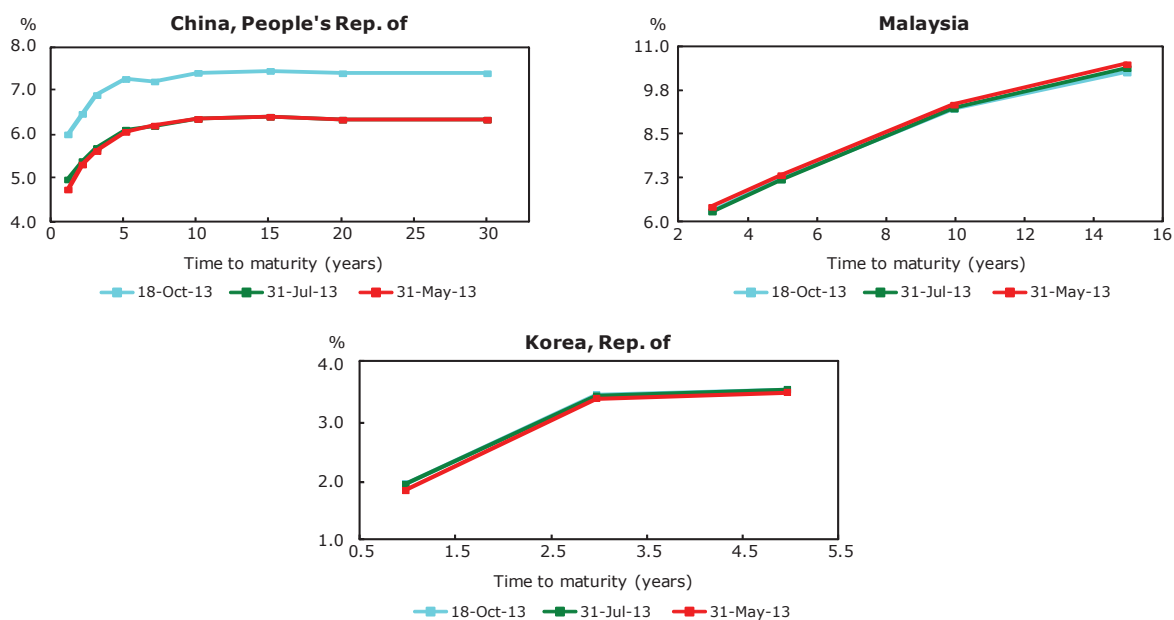 China, People's Rep. of
%
8.0
7.0
6.0
5.0
4.0
0 5 10 15 20 25 30
Time to maturity (years)
18-Oct-13 31-Jul-13 31-May-13
Malaysia
%
11.0
9.8
8.5
7.3
6.0
2 4 6 8 10 12 14 16
Time to maturity (years)
18-Oct-13 31-Jul-13 31-May-13
Korea, Rep. of
%
4.0
3.0
2.0
1.0
0.5 1.5 2.5 3.5 4.5 5.5
Time to maturity (years)
18-Oct-13 31-Jul-13 31-May-13